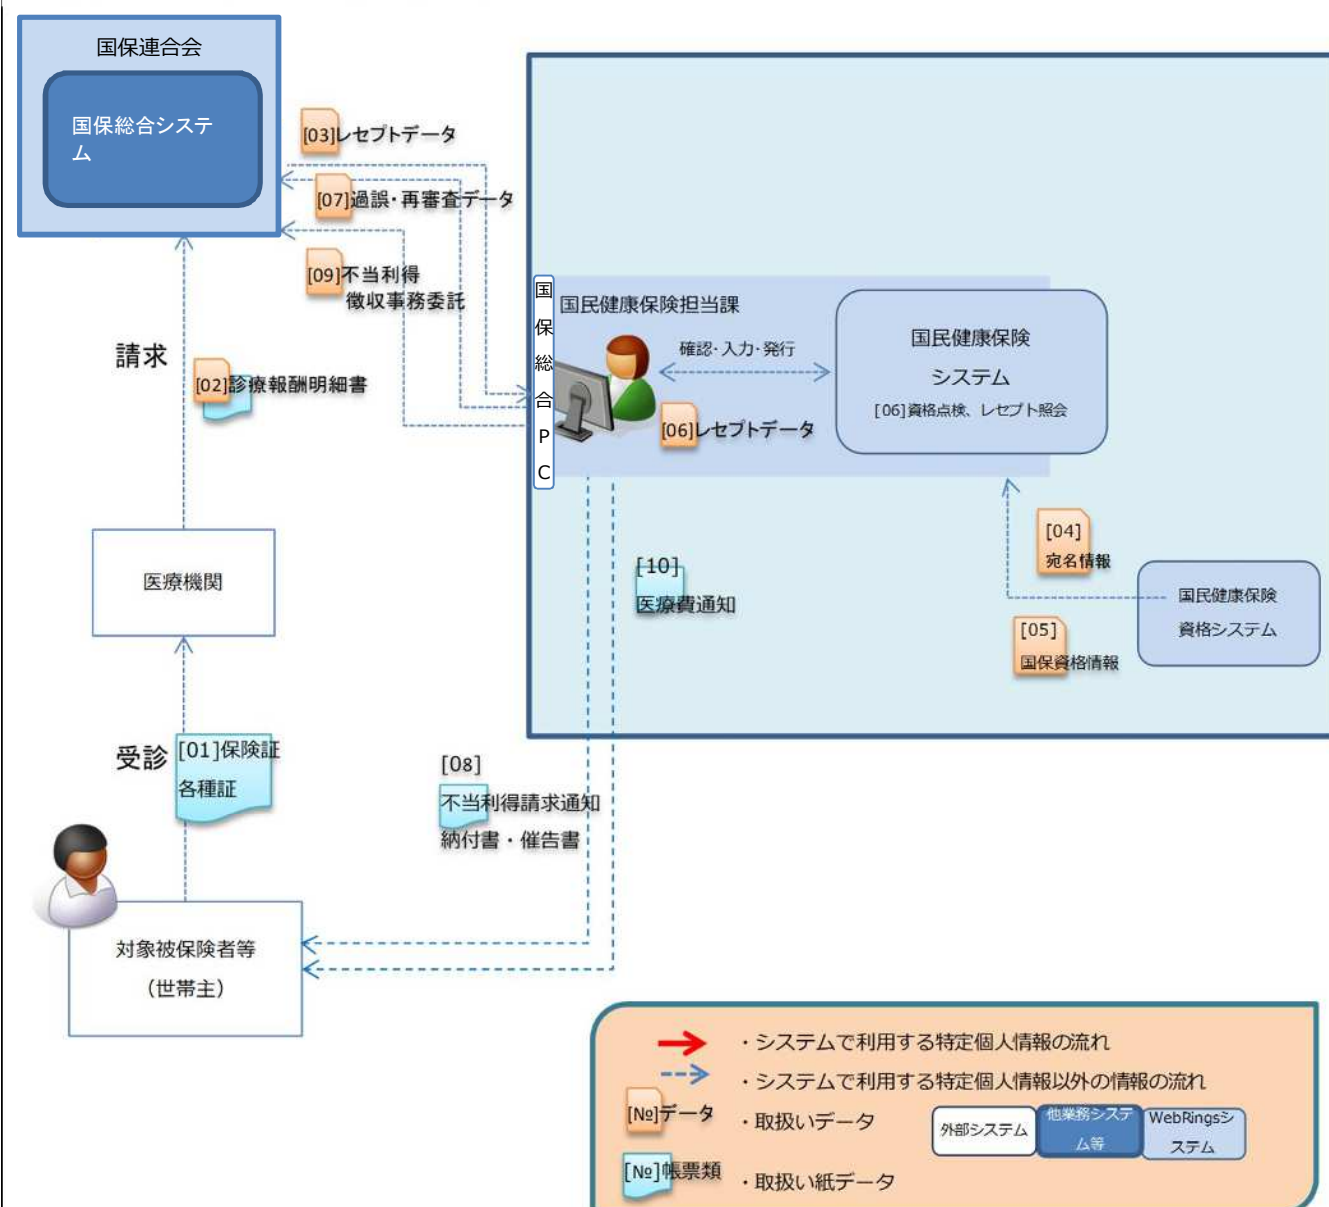 国保連合会
国保総合システ
ム
[03]レセプトデータ
[07]過誤・再審査データ
[09]不当利得
徴収事務委託
請求
[02]診療報酬明細書
国保総合PC
国民健康保険担当課
確認・入力・発行
[06]レセプトデータ
国民健康保険
システム
[06]資格点検、レセプト照会
[04]
宛名情報
[05]
国保資格情報
国民健康保険
資格システム
[10]
医療費通知
医療機関
受診
[01]保険証
各種証
[08]
不当利得請求通知
納付書・催告書
対象被保険者等
（世帯主）
・システムで利用する特定個人情報の流れ
・システムで利用する特定個人情報以外の情報の流れ
[№]データ
・取扱いデータ
外部システム
他業務システ
ム等
WebRingsシ
ステム
[№]帳票類
・取扱い紙データ